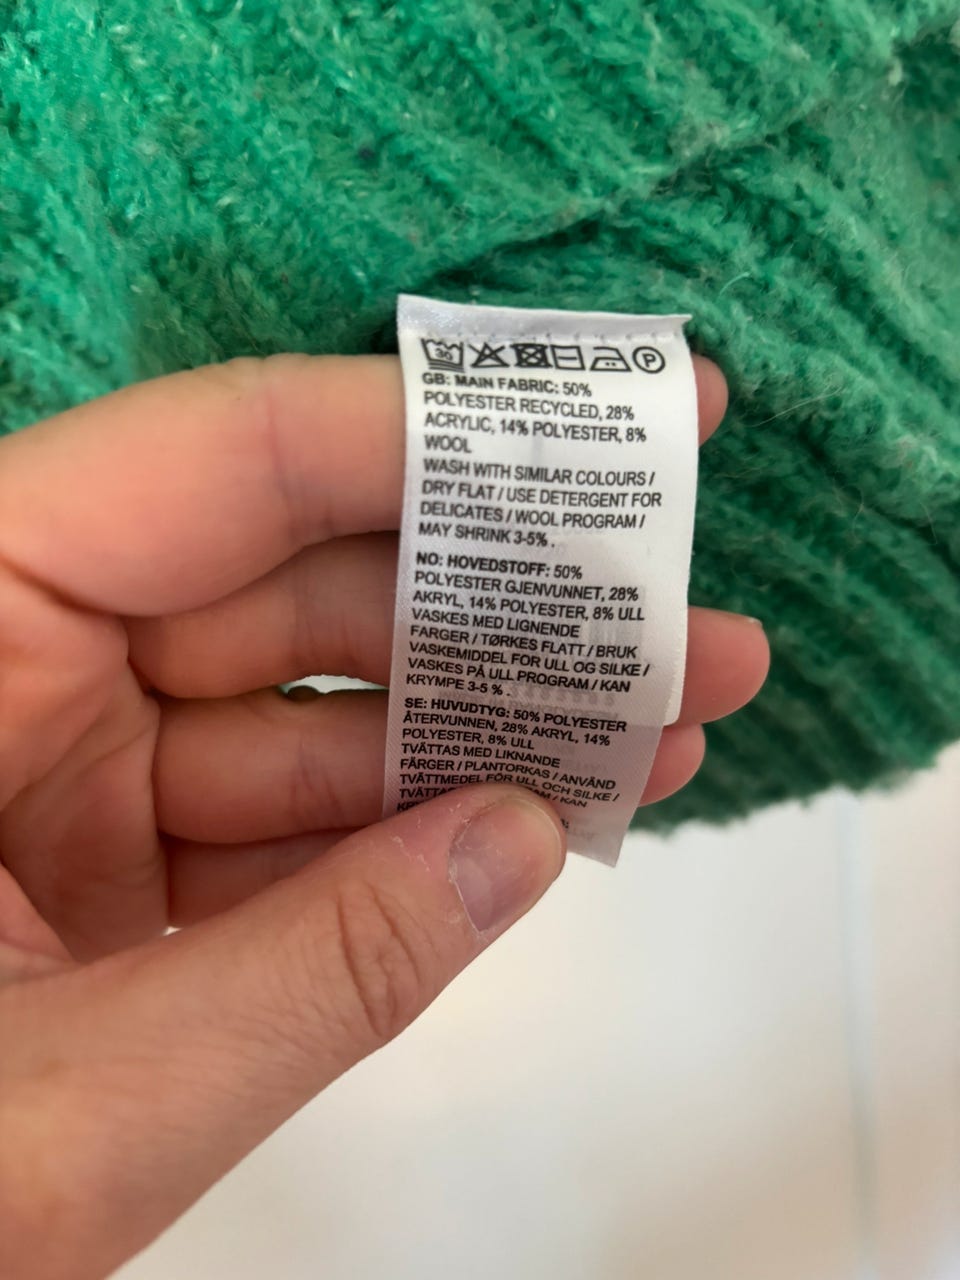 30 P
GB: MAIN FABRIC: 50%
POLYESTER RECYCLED, 28%
ACRYLIC, 14% POLYESTER, 8%
WOOL
WASH WITH SIMILAR COLOURS /
DRY FLAT / USE DETERGENT FOR
DELICATES / WOOL PROGRAM /
MAY SHRINK 3-5% .
NO: HOVEDSTOFF: 50%
POLYESTER GJENVUNNET, 28%
AKRYL, 14% POLYESTER, 8% ULL
VASKES MED LIGNENDE
FARGER / TØRKES FLATT / BRUK
VASKEMIDDEL FOR ULL OG SILKE /
VASKES PÅ ULL PROGRAM / KAN
KRYMPE 3-5 % .
SE: HUVUDTYG: 50% POLYESTER
ÅTERVUNNEN, 28% AKRYL, 14%
POLYESTER, 8% ULL
TVÄTTAS MED LIKNANDE
FÄRGER / PLANTORKAS / ANVÄND
TVÄTTMEDEL FÖR ULL OCH SILKE /
/ KAN